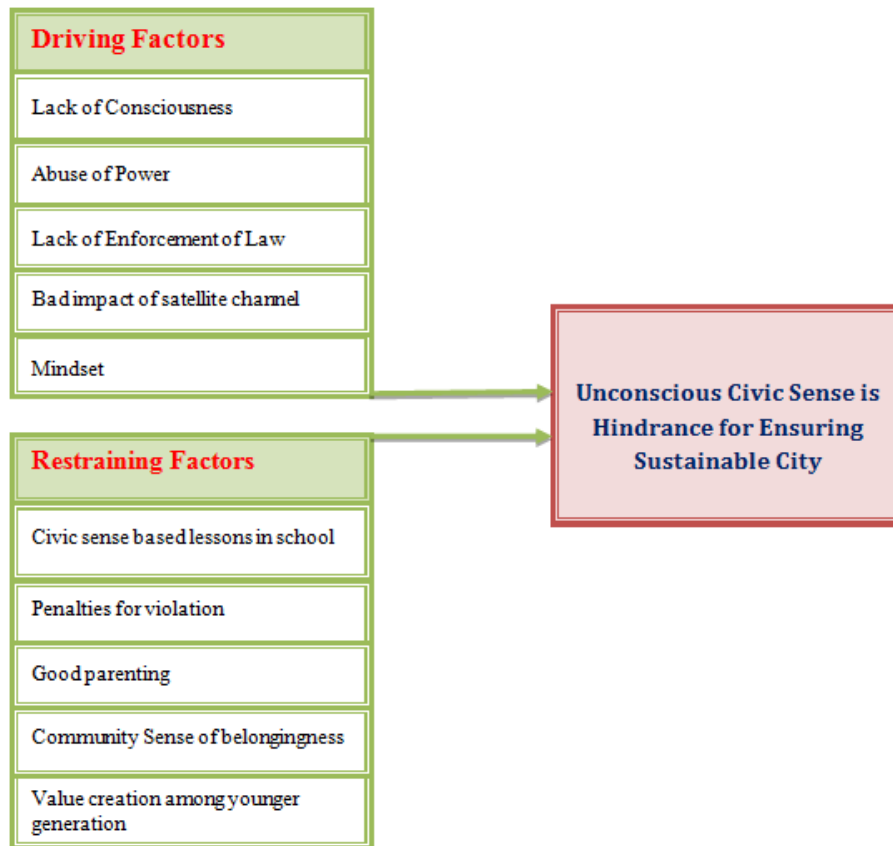 Driving Factors
Lack of Consciousness
Abuse of Power
Lack of Enforcement of Law
Bad impact of satellite channel
Mindset
Unconscious Civic Sense is
Hindrance for Ensuring
Sustainable City
Restraining Factors
Civic sense based lessons in school
Penalties for violation
Good parenting
Community Sense of belongingness
Value creation among younger
generation